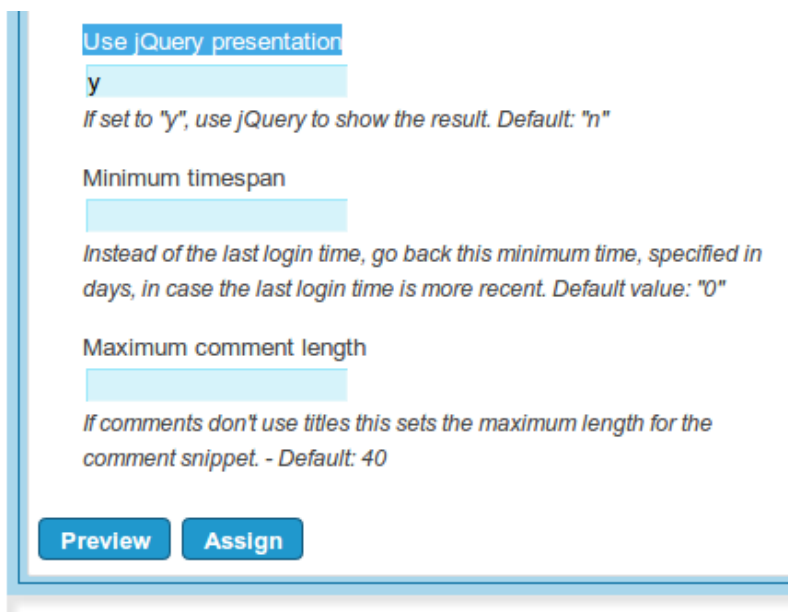 Use jQuery presentation
y
If set to "y", use jQuery to show the result. Default: "n"
Minimum timespan
Instead of the last login time, go back this minimum time, specified in
days, in case the last login time is more recent. Default value: "0"
Maximum comment length
If comments don't use titles this sets the maximum length for the
comment snippet. - Default: 40
Preview Assign